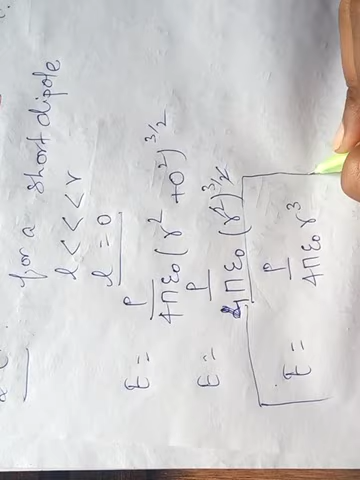 for a short dipole
l <<< r
l = 0
E = P / 4πε₀ (r² + 0²)^3/2
E = P / 4πε₀ (r²)^3/2
E = P / 4πε₀ r³